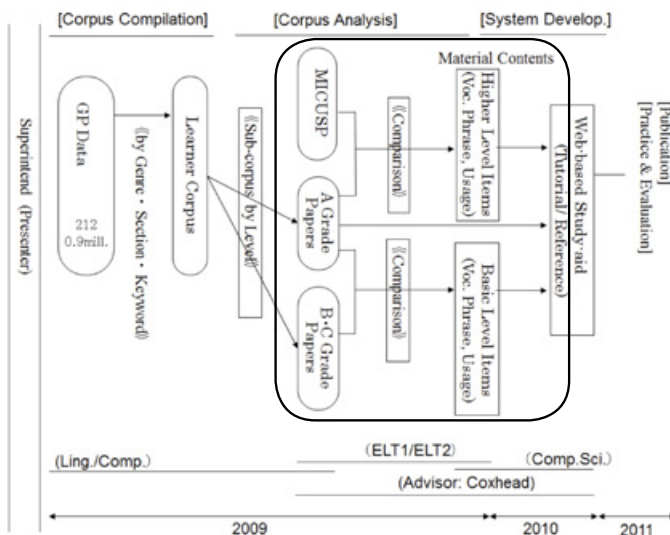 [Corpus Compilation]
[Corpus Analysis]
[System Develop.]
Superintend (Presenter)
GP Data
212
0.9mill.
《by Genre・Section・
Keyword》
Learner Corpus
《Sub-corpus by Level》
MICUSP
A Grade
Papers
B・C Grade
Papers
《Comparison》
《Comparison》
Material Contents
Higher Level Items
(Voc. Phrase, Usage)
Basic Level Items
(Voc. Phrase, Usage)
Web-based Study-aid
(Tutorial/ Reference)
[Publication]
[Practice & Evaluation]
(Ling./Comp.)
(ELT1/ELT2)
(Comp.Sci.)
(Advisor: Coxhead)
2009
2010
2011